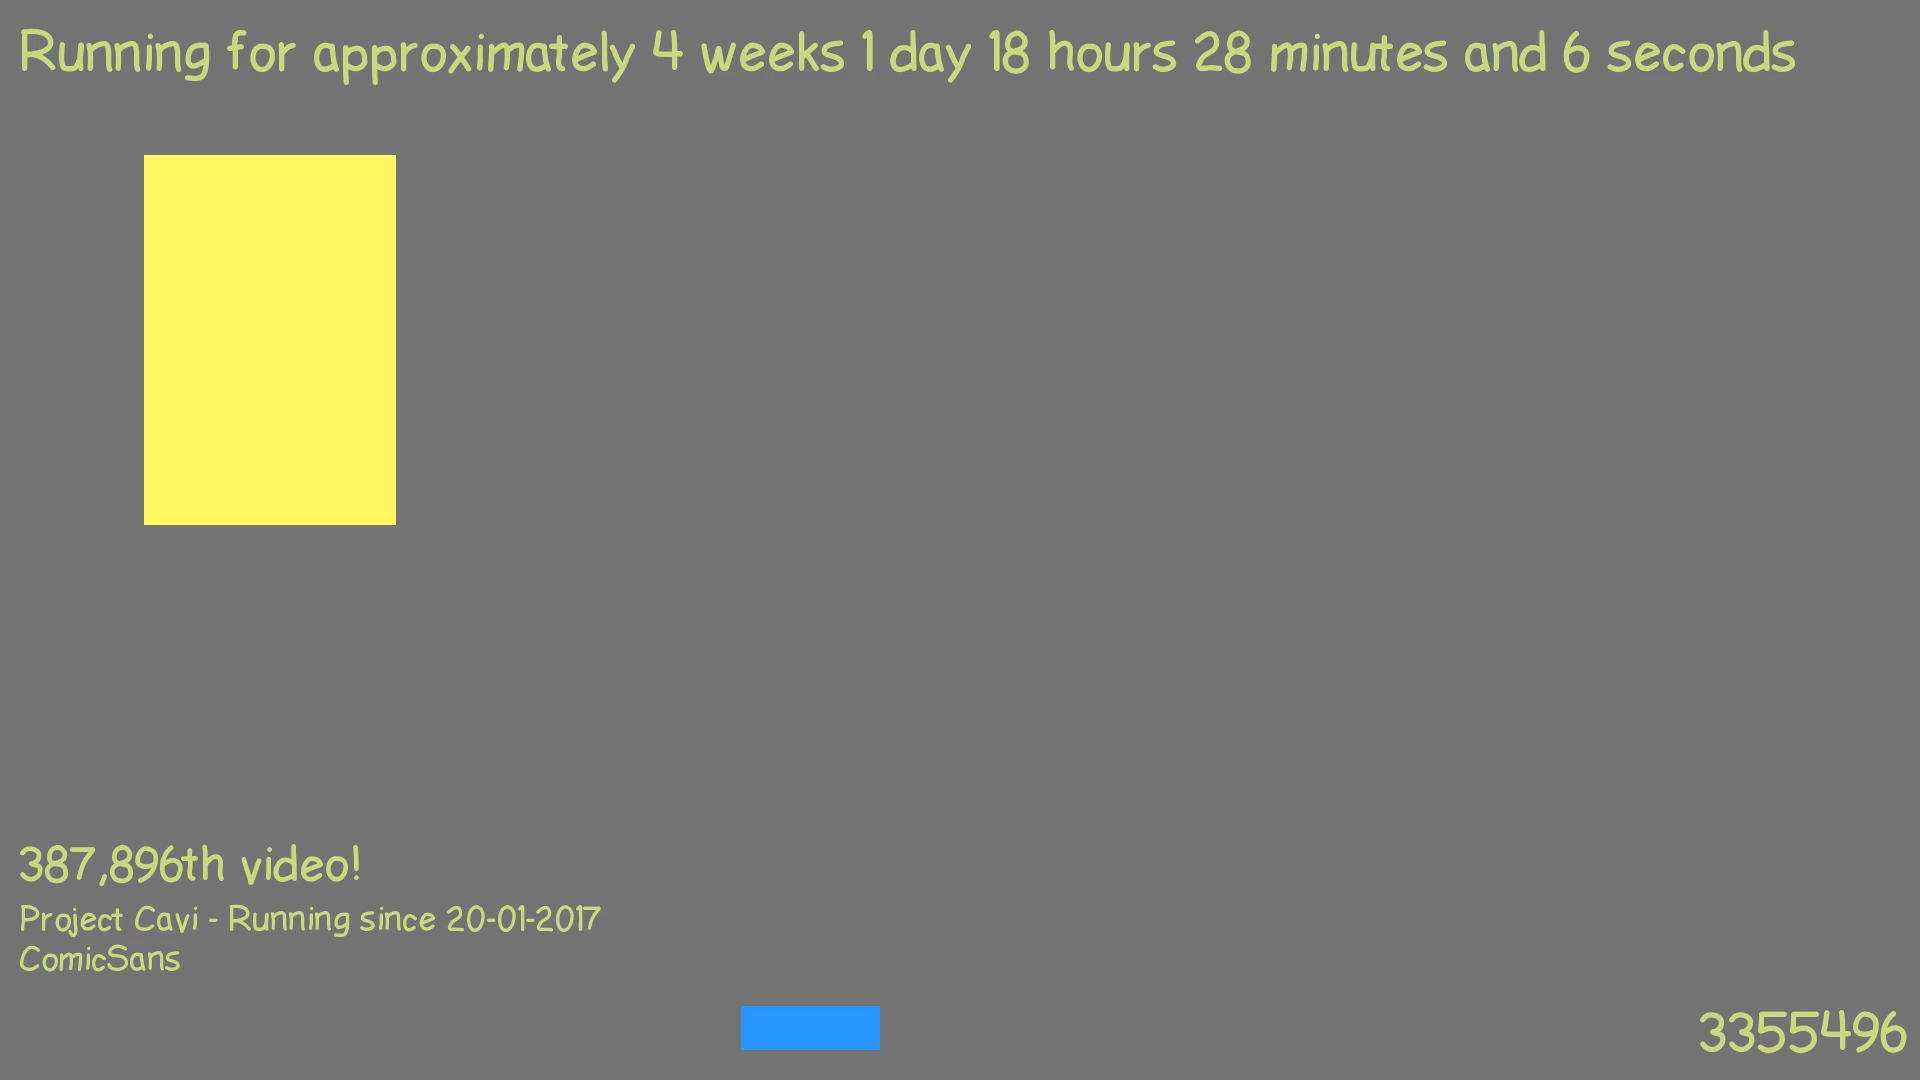 Running for approximately 4 weeks 1 day 18 hours 28 minutes and 6 seconds
387,896th video!
Project Cavi - Running since 20-01-2017
ComicSans
3355496